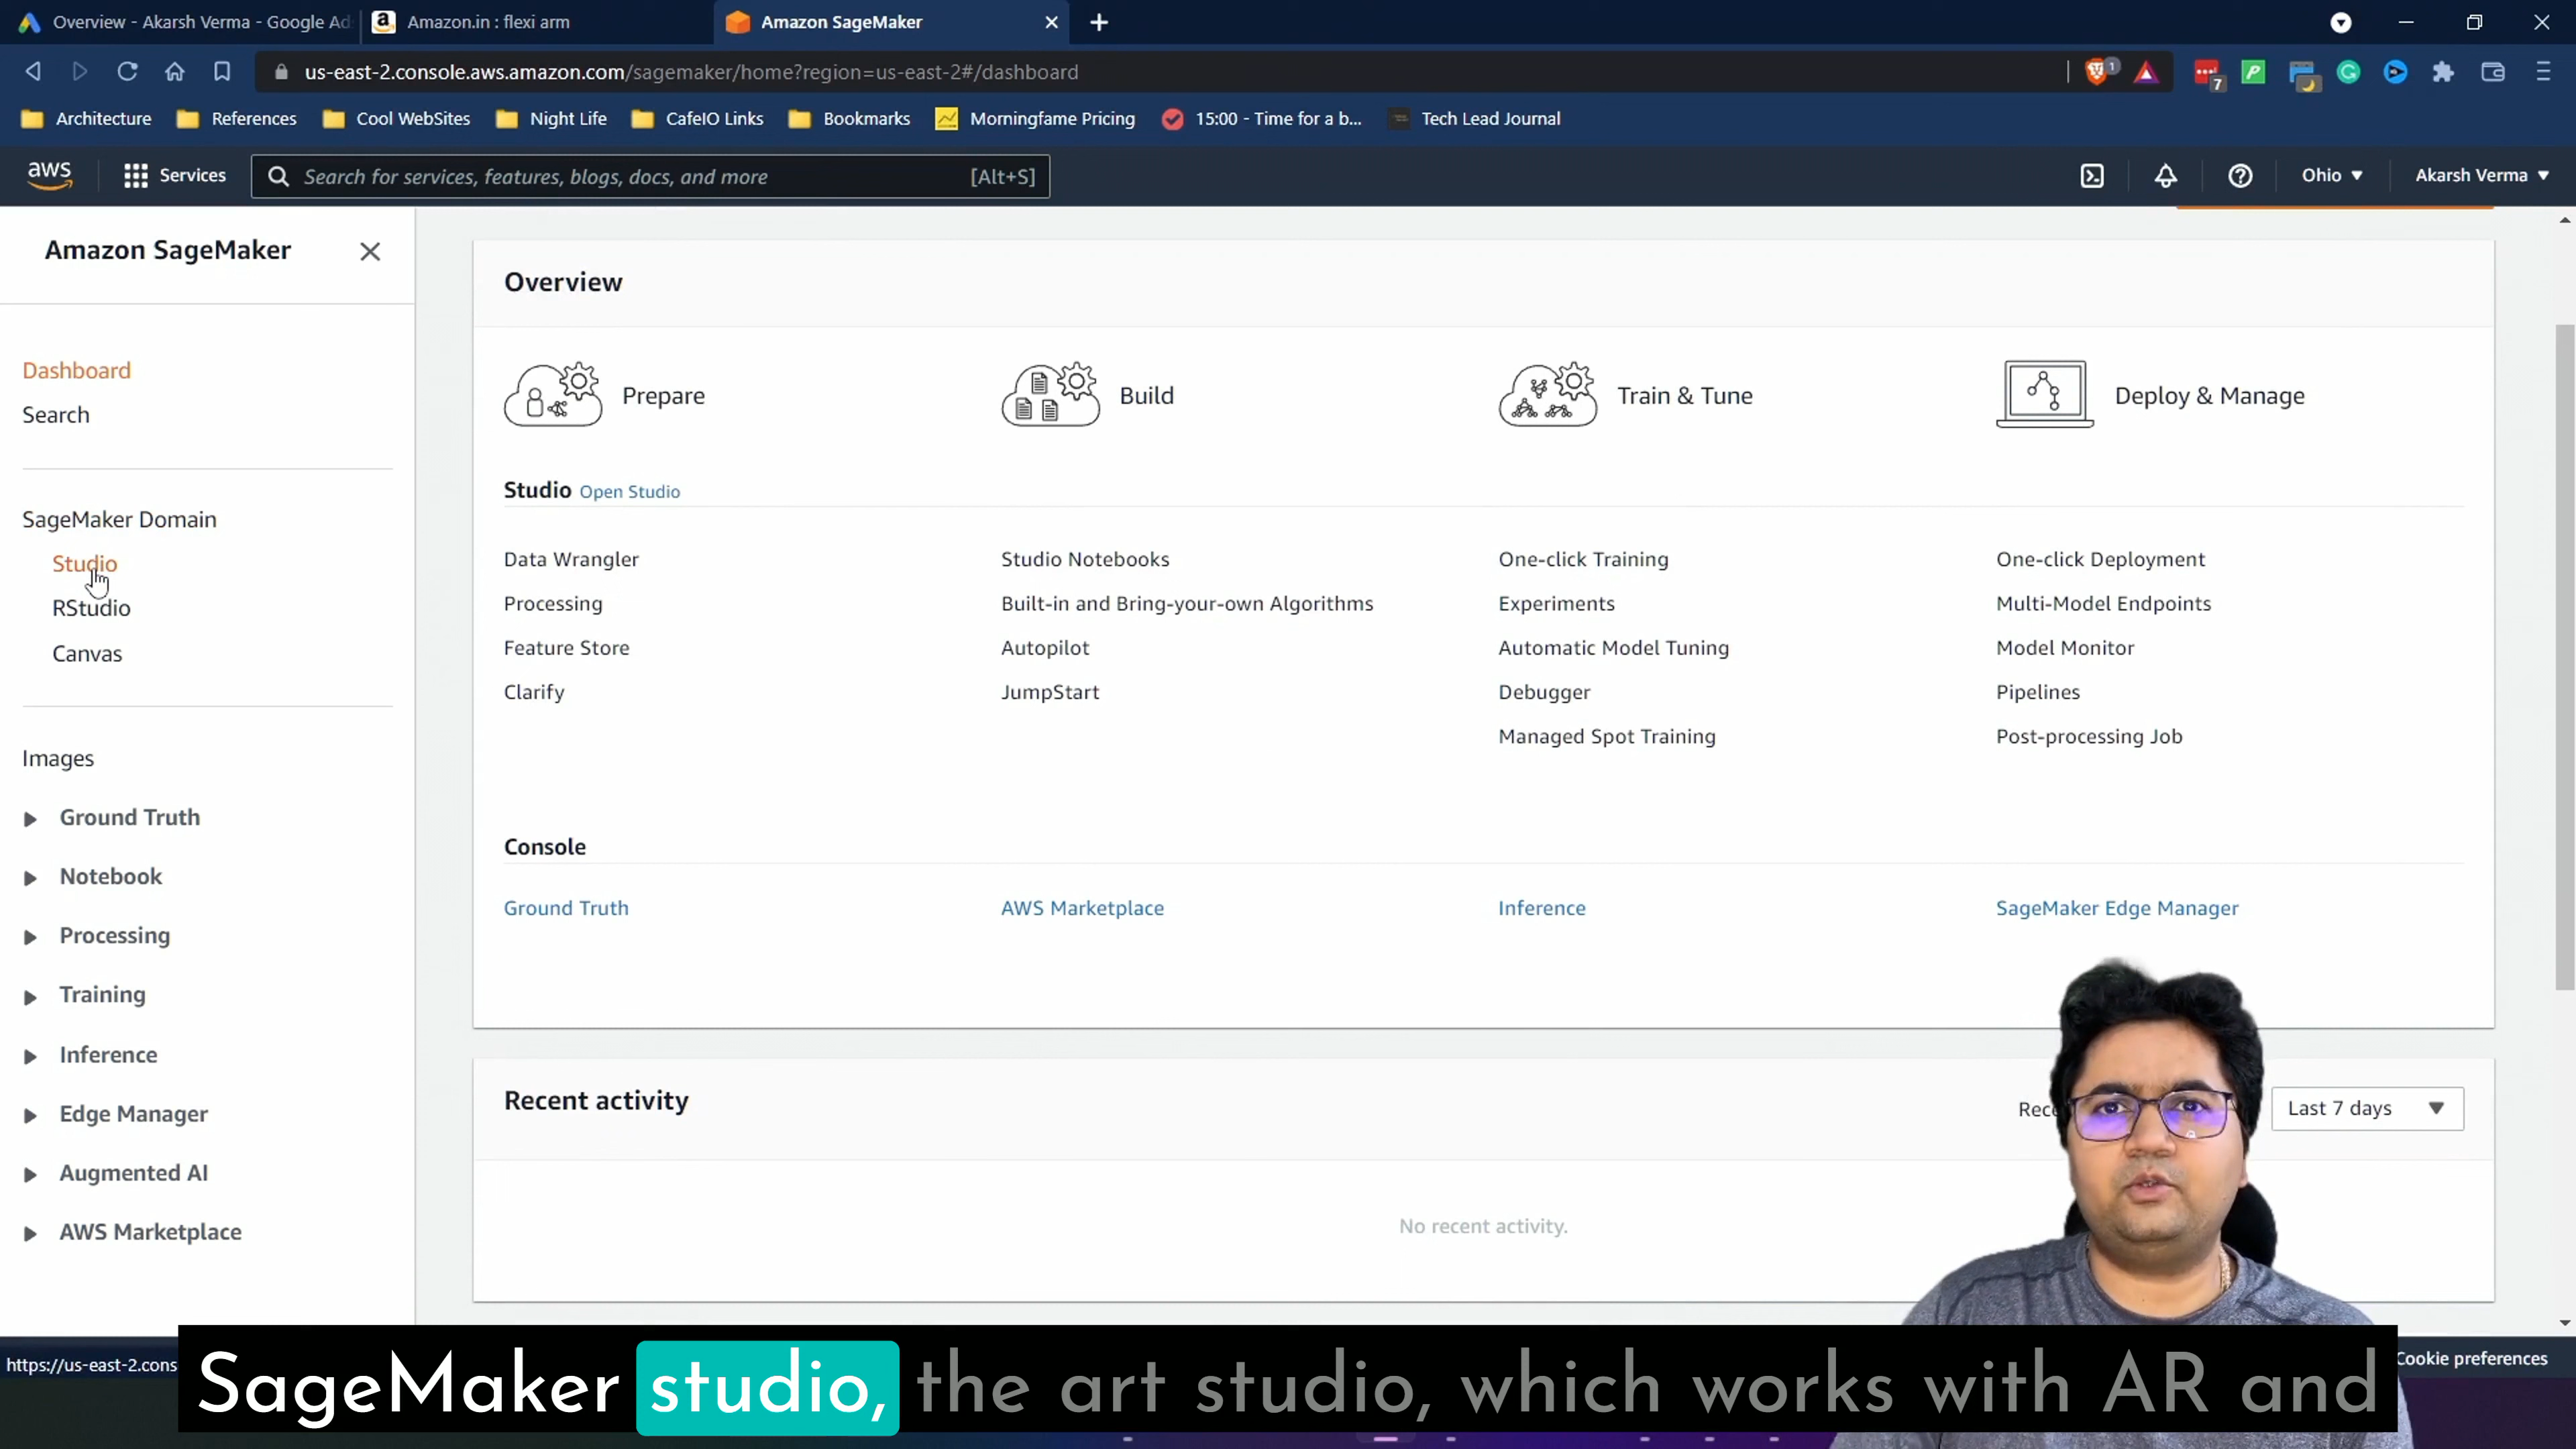 Overview - Akarsh Verma - Google Ad
Amazon.in : flexi arm
Amazon SageMaker
us-east-2.console.aws.amazon.com/sagemaker/home?region=us-east-2#/dashboard
1
7
Architecture
References
Cool WebSites
Night Life
CafeIO Links
Bookmarks
Morningfame Pricing
15:00 - Time for a b...
Tech Lead Journal
aws
Services
Search for services, features, blogs, docs, and more
[Alt+S]
Ohio
Akarsh Verma
Amazon SageMaker
Dashboard
Search
SageMaker Domain
Studio
RStudio
Canvas
Images
Ground Truth
Notebook
Processing
Training
Inference
Edge Manager
Augmented AI
AWS Marketplace
Overview
Prepare
Build
Train & Tune
Deploy & Manage
Studio Open Studio
Data Wrangler
Studio Notebooks
One-click Training
One-click Deployment
Processing
Built-in and Bring-your-own Algorithms
Experiments
Multi-Model Endpoints
Feature Store
Autopilot
Automatic Model Tuning
Model Monitor
Clarify
JumpStart
Debugger
Pipelines
Managed Spot Training
Post-processing Job
Console
Ground Truth
AWS Marketplace
Inference
SageMaker Edge Manager
Recent activity
Last 7 days
No recent activity.
https://us-east-2.cons
Cookie preferences
SageMaker studio, the art studio, which works with AR and